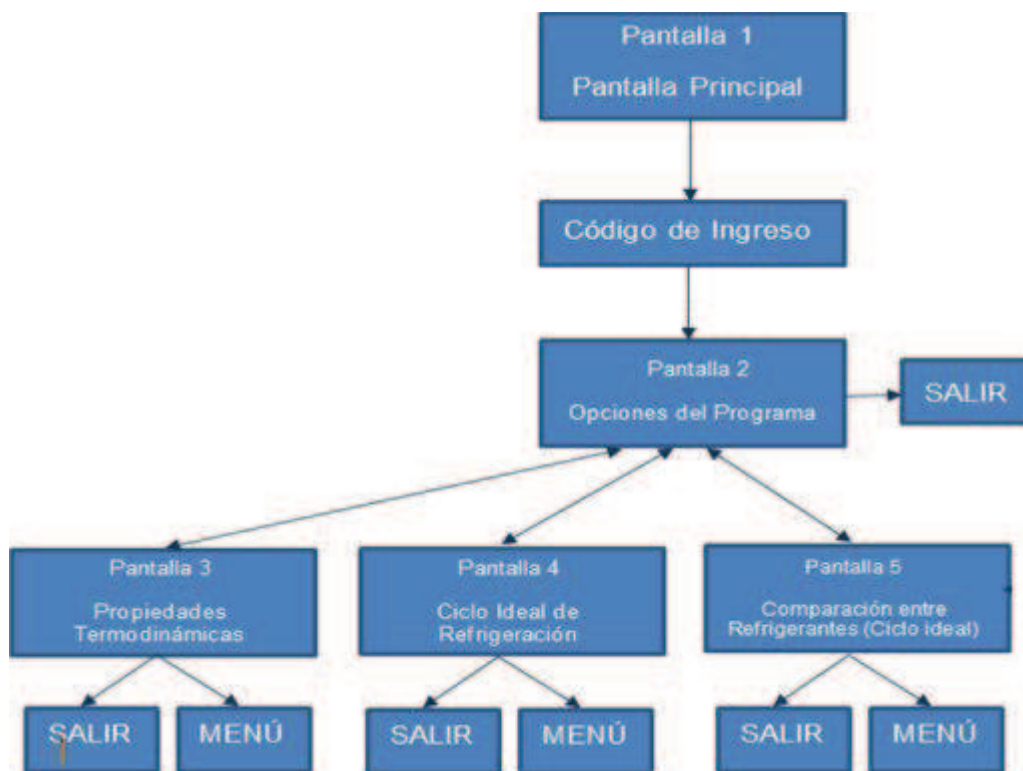 Pantalla 1
Pantalla Principal
Código de Ingreso
Pantalla 2
Opciones del Programa
SALIR
Pantalla 3
Propiedades
Termodinámicas
Pantalla 4
Ciclo Ideal de
Refrigeración
Pantalla 5
Comparación entre
Refrigerantes (Ciclo ideal)
SALIR
MENÚ
SALIR
MENÚ
SALIR
MENÚ